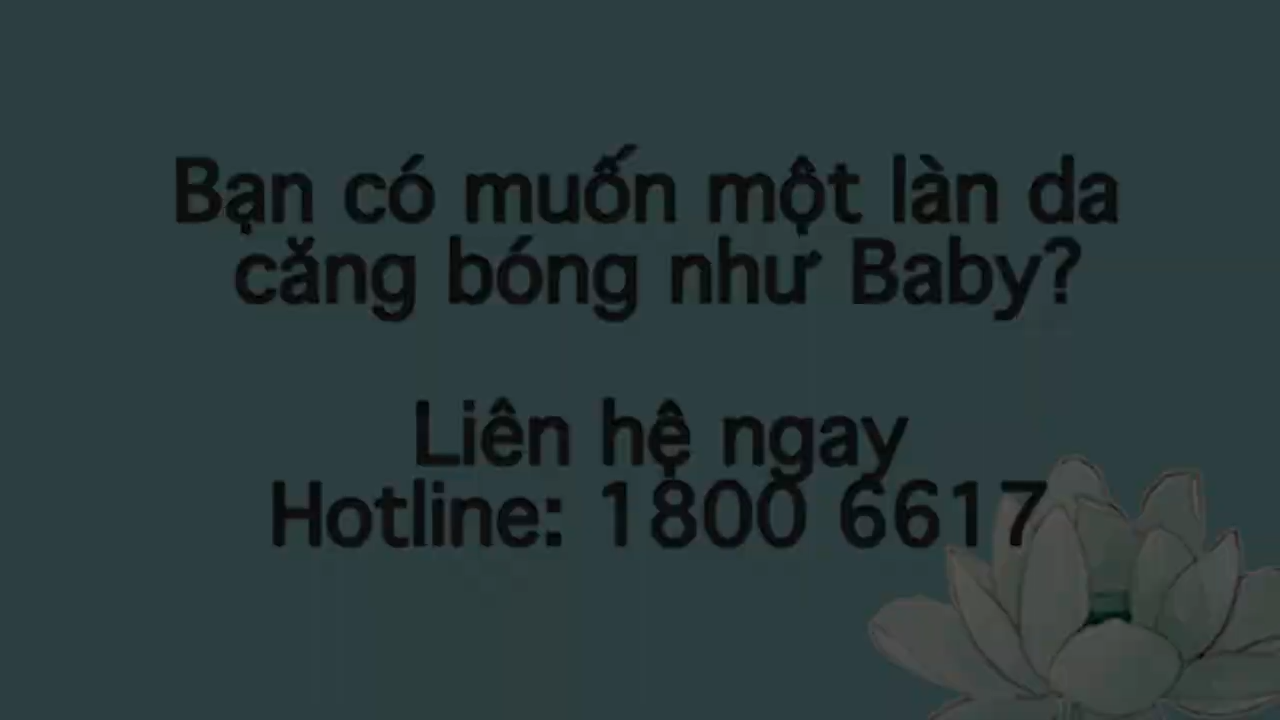 Bạn có muốn một làn da
căng bóng như Baby?
Liên hệ ngay
Hotline: 1800 6617